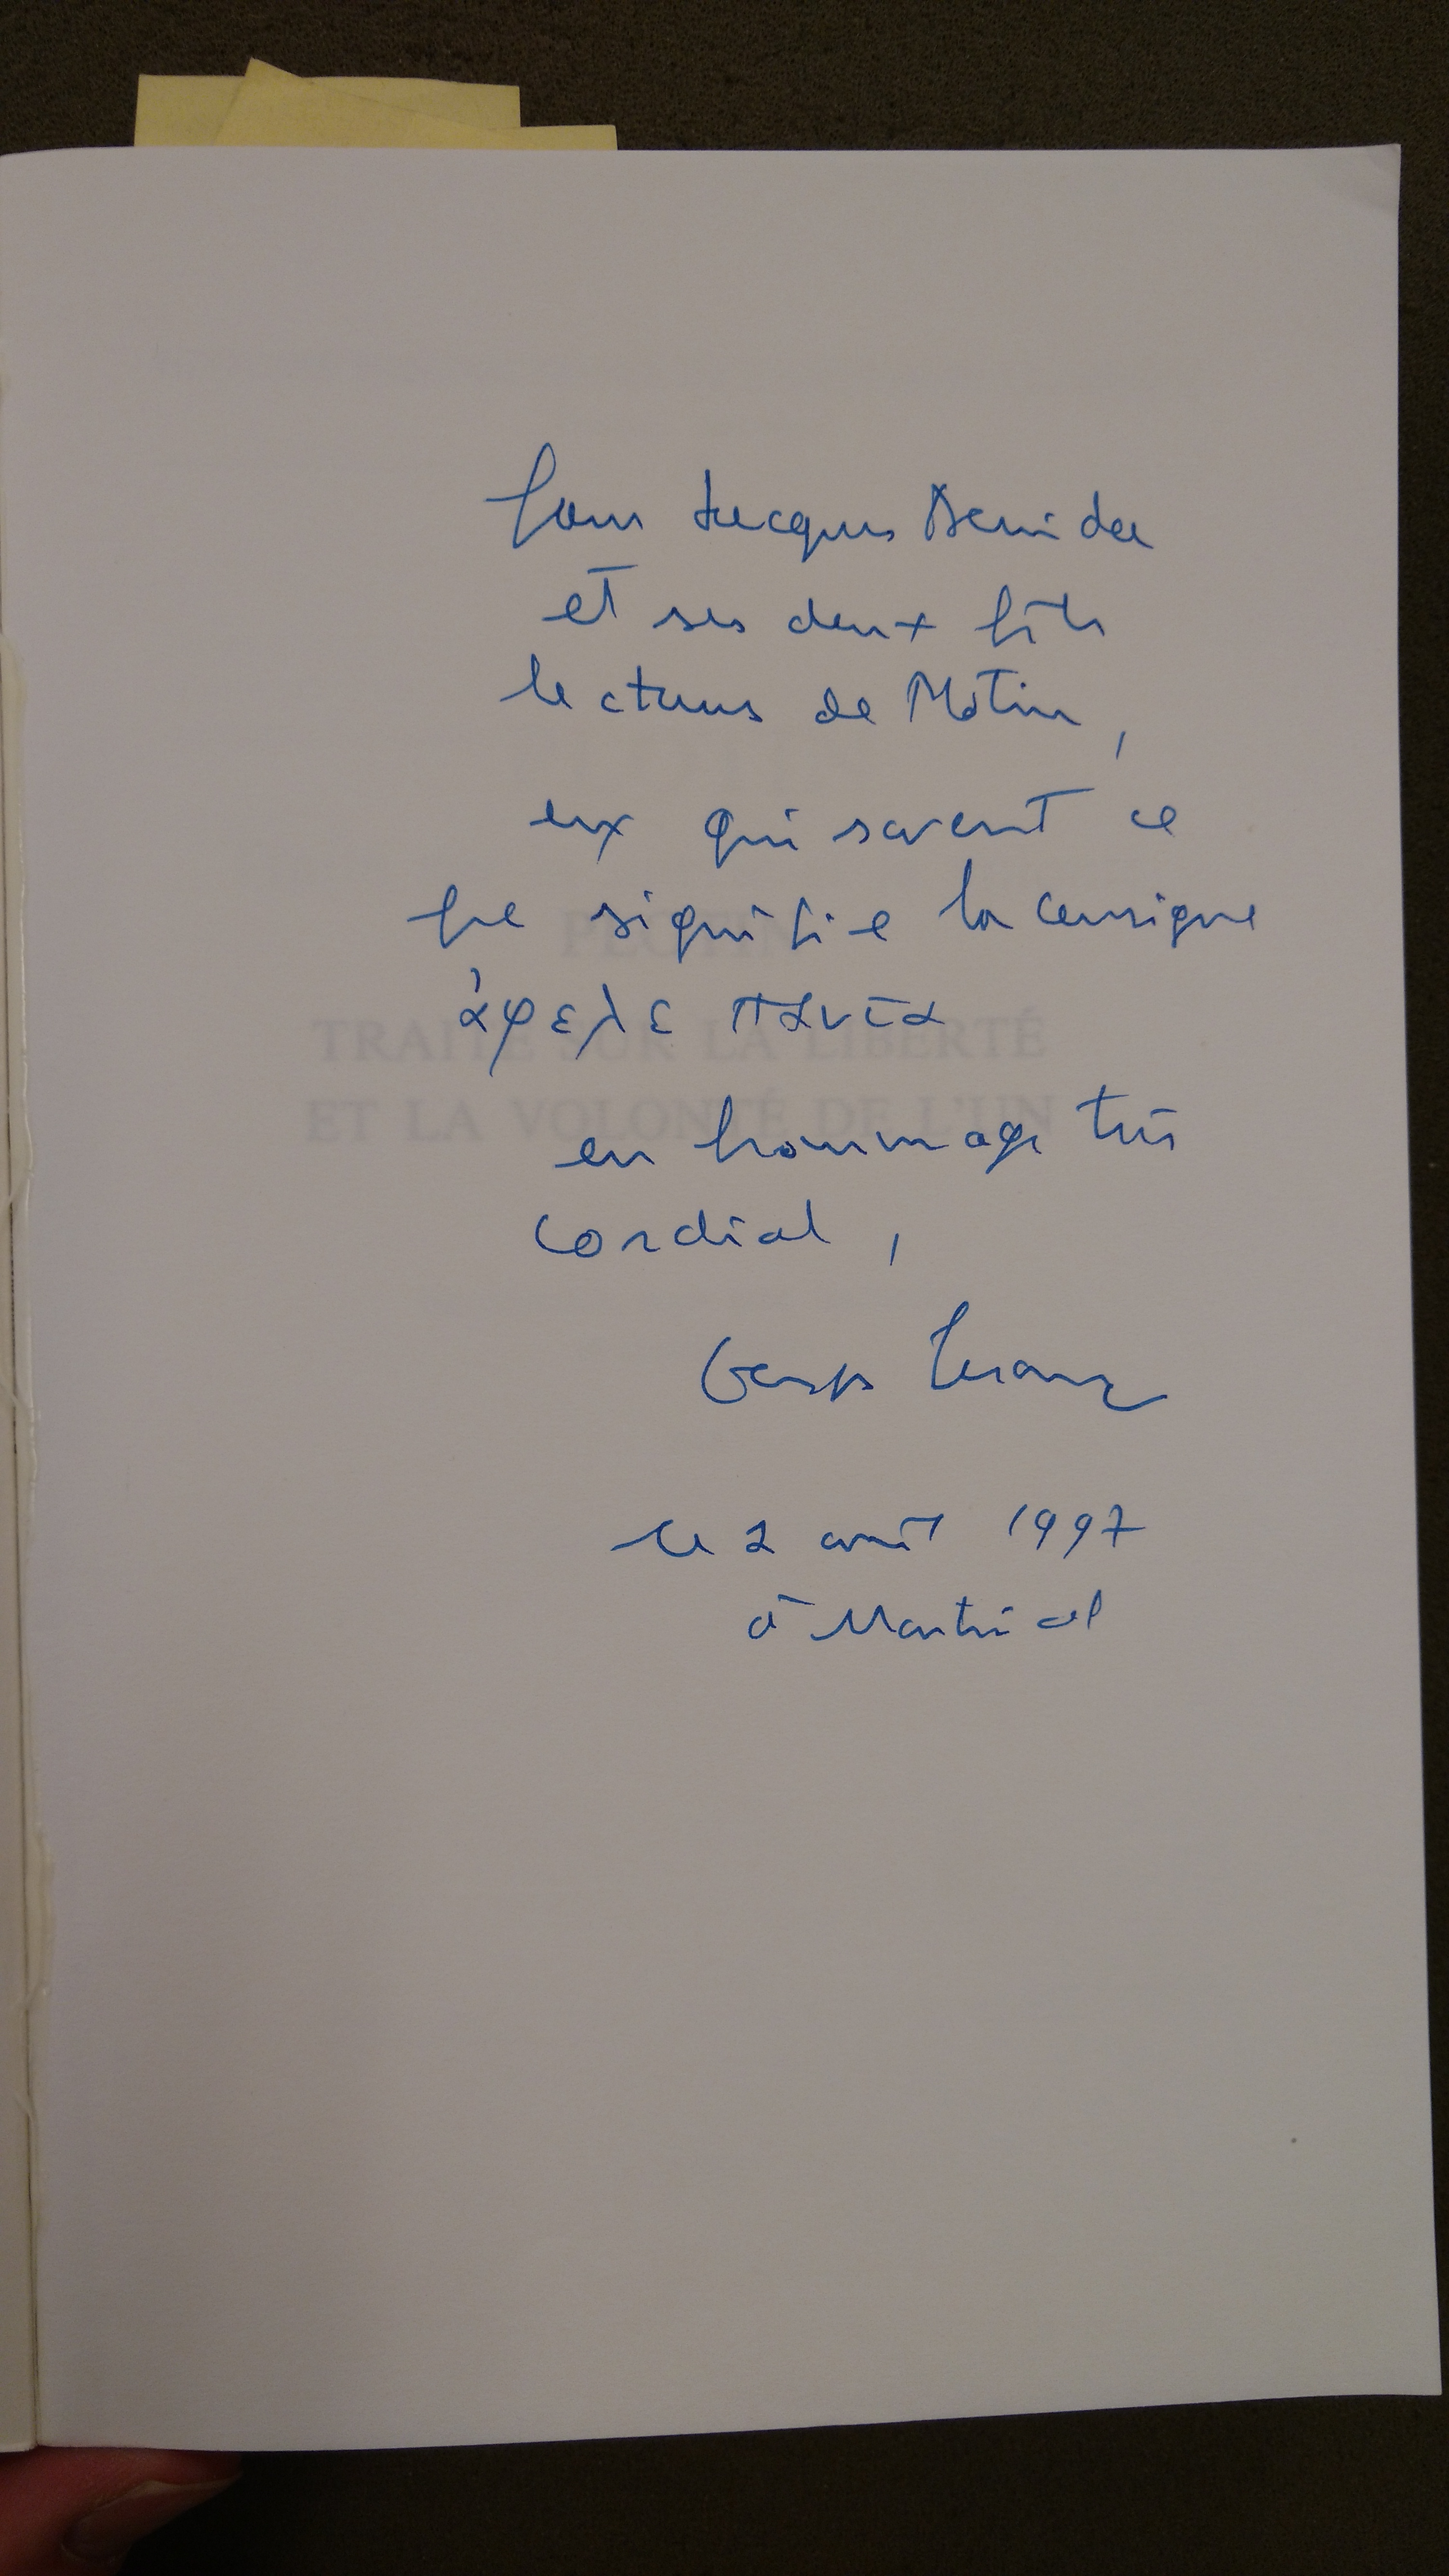 Pour Jacques Derrida
et ses deux fils
lecteurs de Plotin,
eux qui savent ce
que signifie la consigne
ἄφελε πάντα
en hommage très
cordial,
Georges Leroux
le 2 août 1997
à Montréal
PLOTIN
TRAITÉ SUR LA LIBERTÉ
ET LA VOLONTÉ DE L'UN